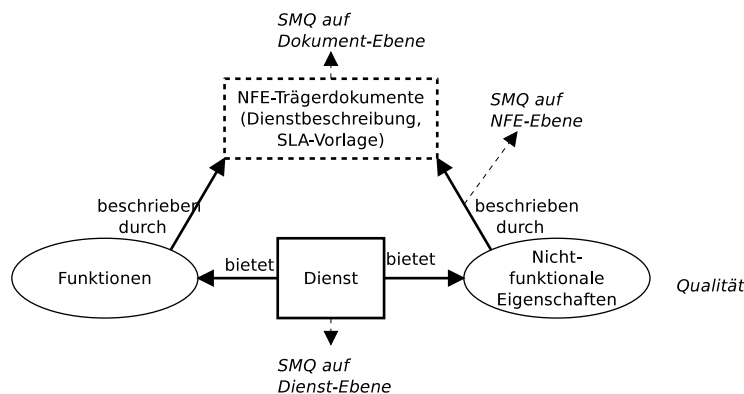 SMQ auf
Dokument-Ebene
NFE-Trägerdokumente
(Dienstbeschreibung,
SLA-Vorlage)
SMQ auf
NFE-Ebene
beschrieben
durch
beschrieben
durch
Funktionen
bietet
Dienst
bietet
Nicht-
funktionale
Eigenschaften
Qualität
SMQ auf
Dienst-Ebene